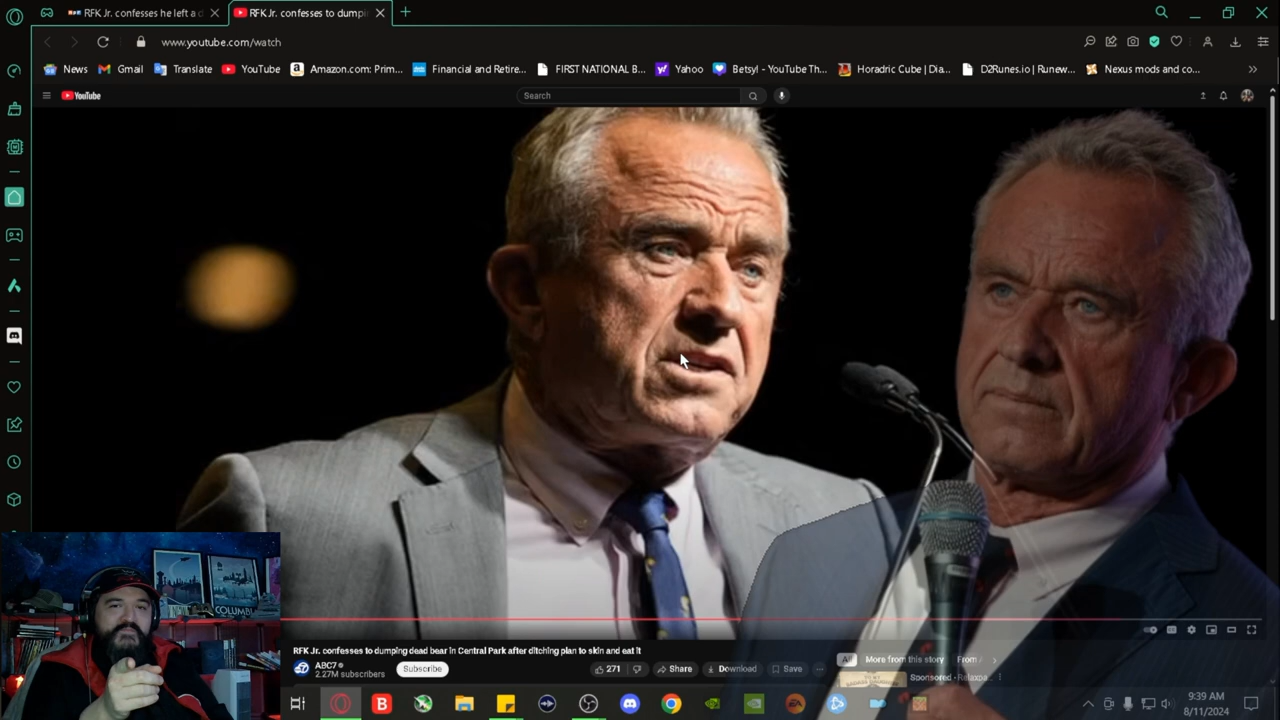 RFK Jr. confesses he left a d
RFK Jr. confesses to dumpi
www.youtube.com/watch
News
Gmail
Translate
YouTube
Amazon.com: Prim...
Financial and Retire...
FIRST NATIONAL B...
Yahoo
Betsy! - YouTube Th...
Horadric Cube | Dia...
D2Runes.io | Runew...
Nexus mods and co...
YouTube
Search
COLUMBI
RFK Jr. confesses to dumping dead bear in Central Park after ditching plan to skin and eat it
ABC7
2.27M subscribers
Subscribe
271
Share
Download
Save
All
More from this story
From
Sponsored
9:39 AM
8/11/2024